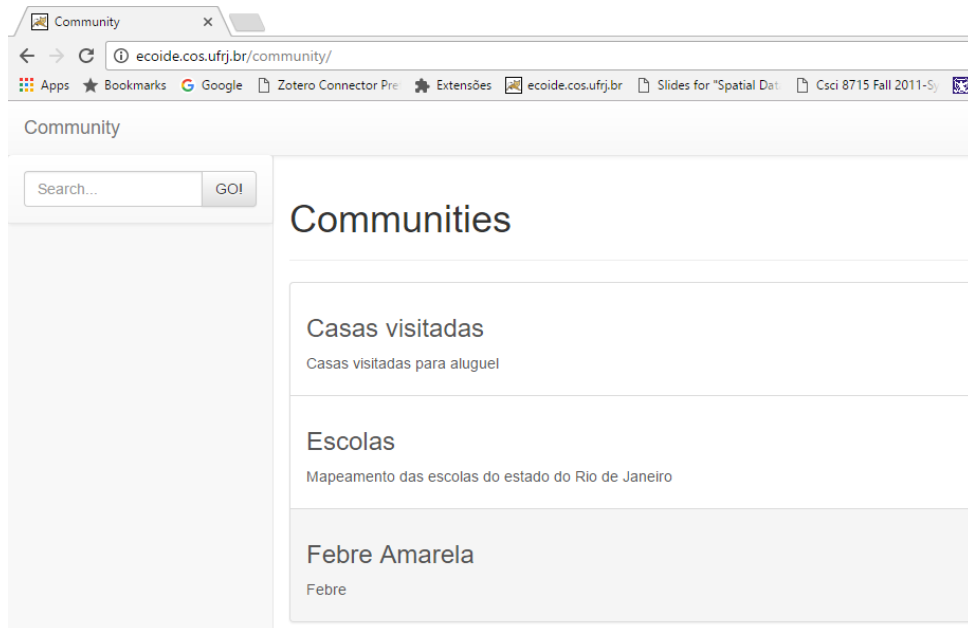 Community
ecoide.cos.ufrj.br/community/
Apps Bookmarks Google Zotero Connector Pre Extensões ecoide.cos.ufrj.br Slides for "Spatial Dat Csci 8715 Fall 2011-Sy
Community
Search... GO!
Communities
Casas visitadas
Casas visitadas para aluguel
Escolas
Mapeamento das escolas do estado do Rio de Janeiro
Febre Amarela
Febre